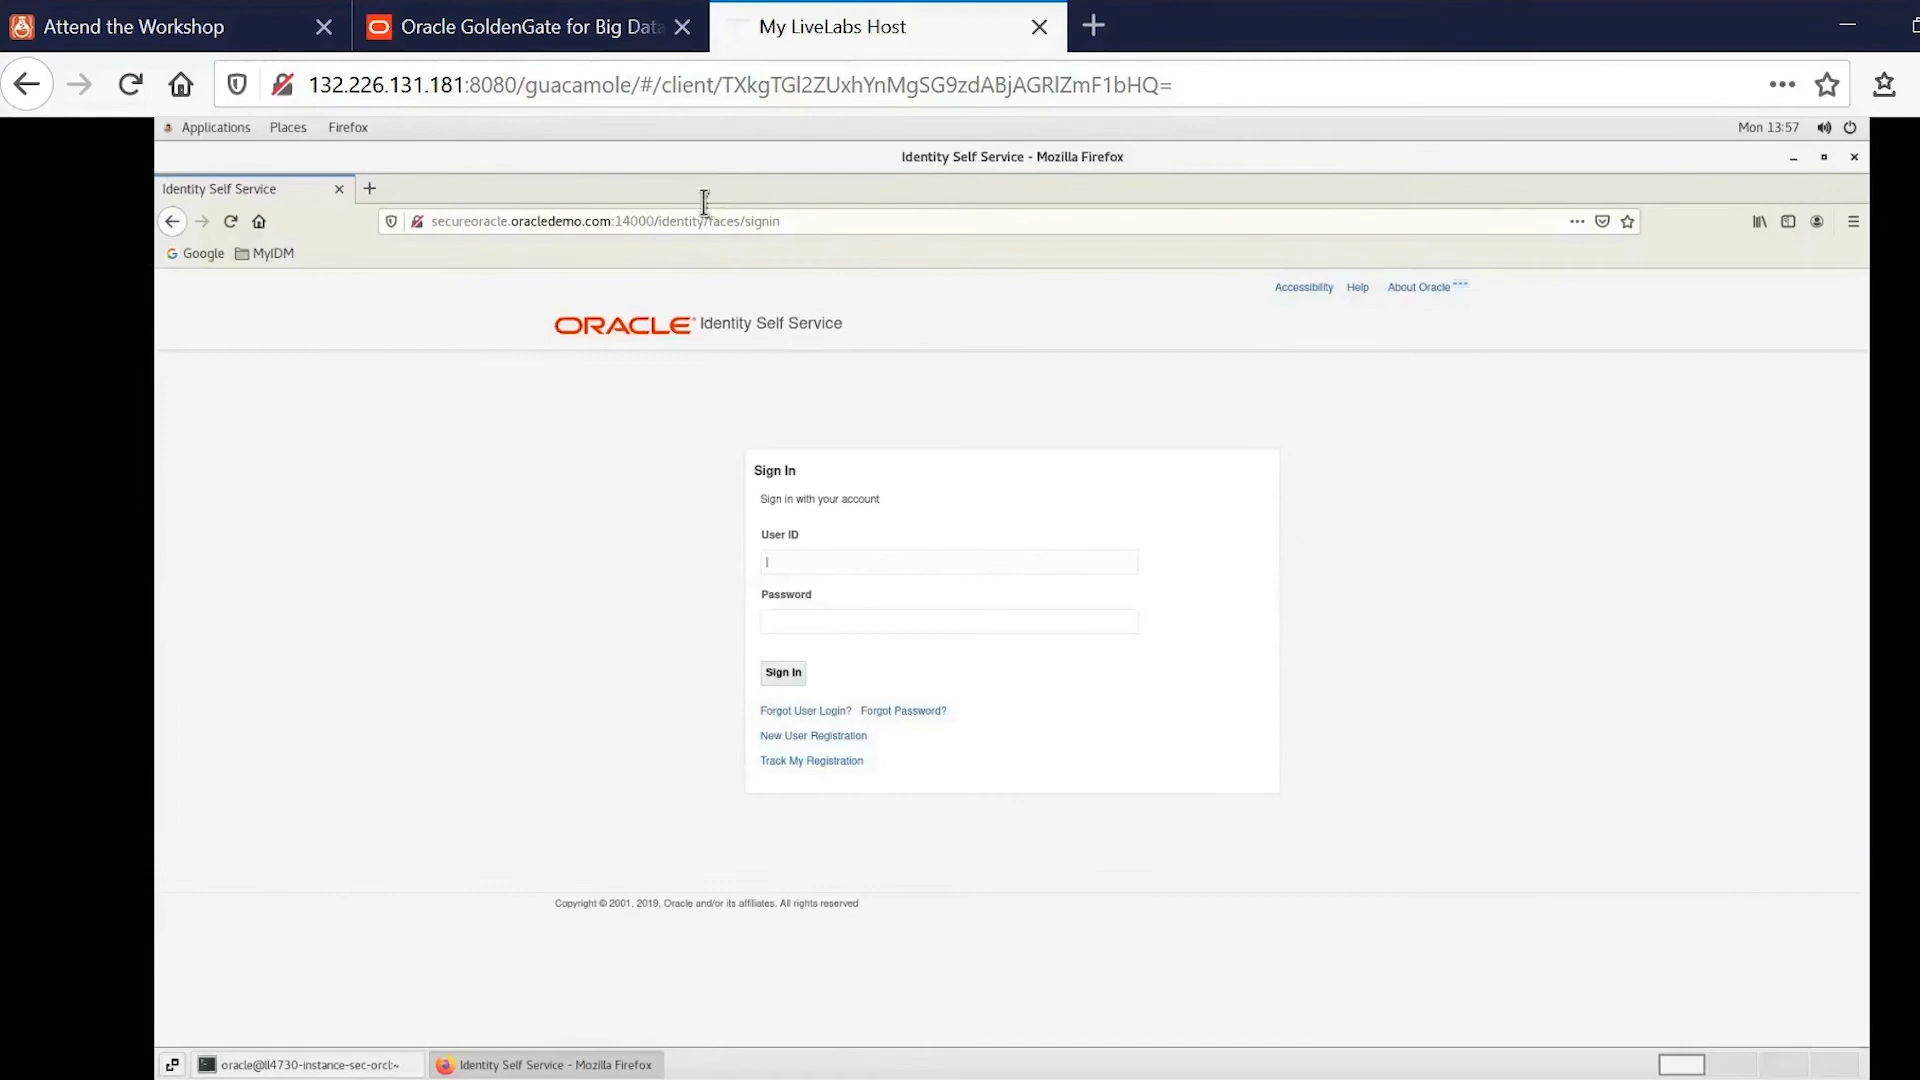 Attend the Workshop
Oracle GoldenGate for Big Data
My LiveLabs Host
132.226.131.181:8080/guacamole/#/client/TXkgTGl2ZUxhYnMgSG9zdABjAGRlZmF1bHQ=
Applications Places Firefox Mon 13:57
Identity Self Service - Mozilla Firefox
Identity Self Service
secureoracle.oracledemo.com:14000/identity/faces/signin
Google MyIDM
Accessibility Help About Oracle
ORACLE Identity Self Service
Sign In
Sign in with your account
User ID
Password
Sign In
Forgot User Login? Forgot Password?
New User Registration
Track My Registration
Copyright © 2001, 2019, Oracle and/or its affiliates. All rights reserved
oracle@ll4730-instance-sec-orcl:~ Identity Self Service - Mozilla Firefox